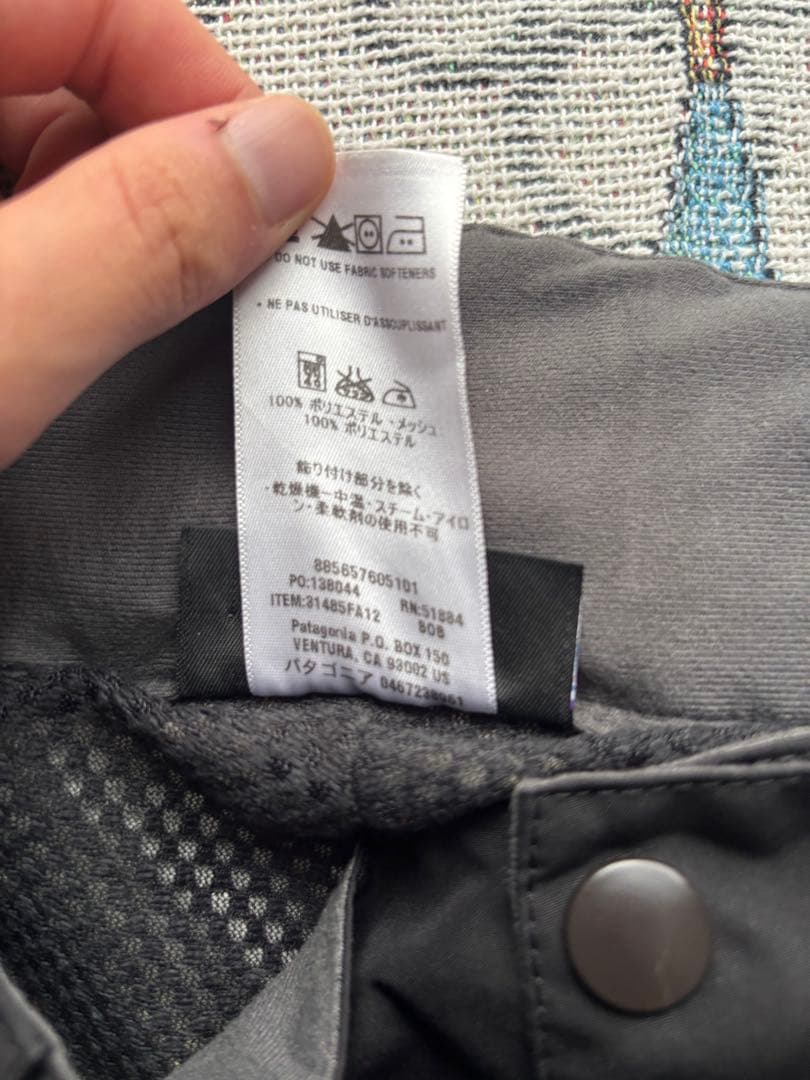 DO NOT USE FABRIC SOFTENERS
• NE PAS UTILISER D'ASSOUPLISSANT
100% ポリエステル・メッシュ
100% ポリエステル
飾り付け部分を除く
・乾燥機ー中温・スチーム・アイロ
ン・柔軟剤の使用不可
885657605101
PO:138044 RN:51884
ITEM:31485FA12 BOB
Patagonia P.O. BOX 150
VENTURA, CA 93002 US
パタゴニア 0467238961